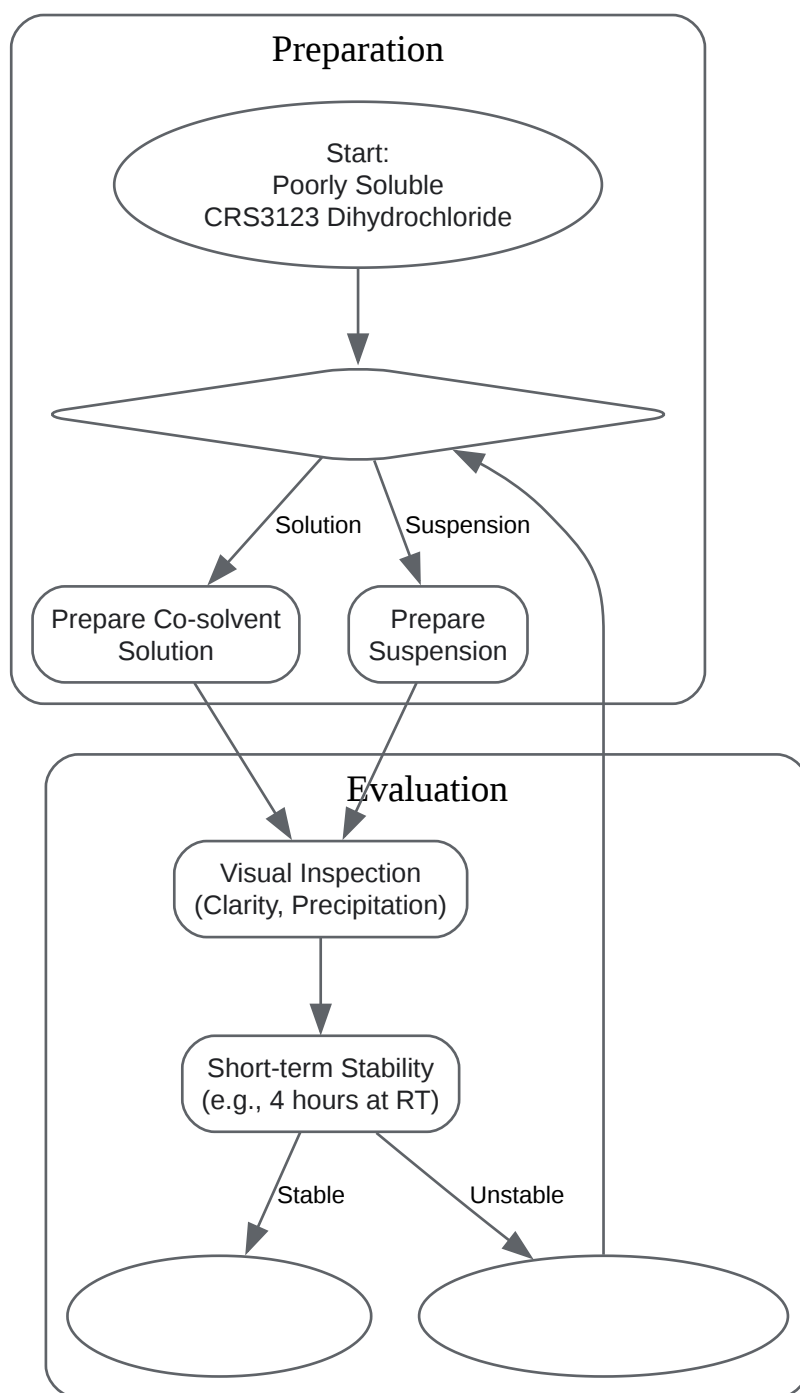 Preparation
Start:
Poorly Soluble
CRS3123 Dihydrochloride
Solution
Suspension
Prepare Co-solvent
Solution
Prepare
Suspension
Evaluation
Visual Inspection
(Clarity, Precipitation)
Short-term Stability
(e.g., 4 hours at RT)
Stable
Unstable